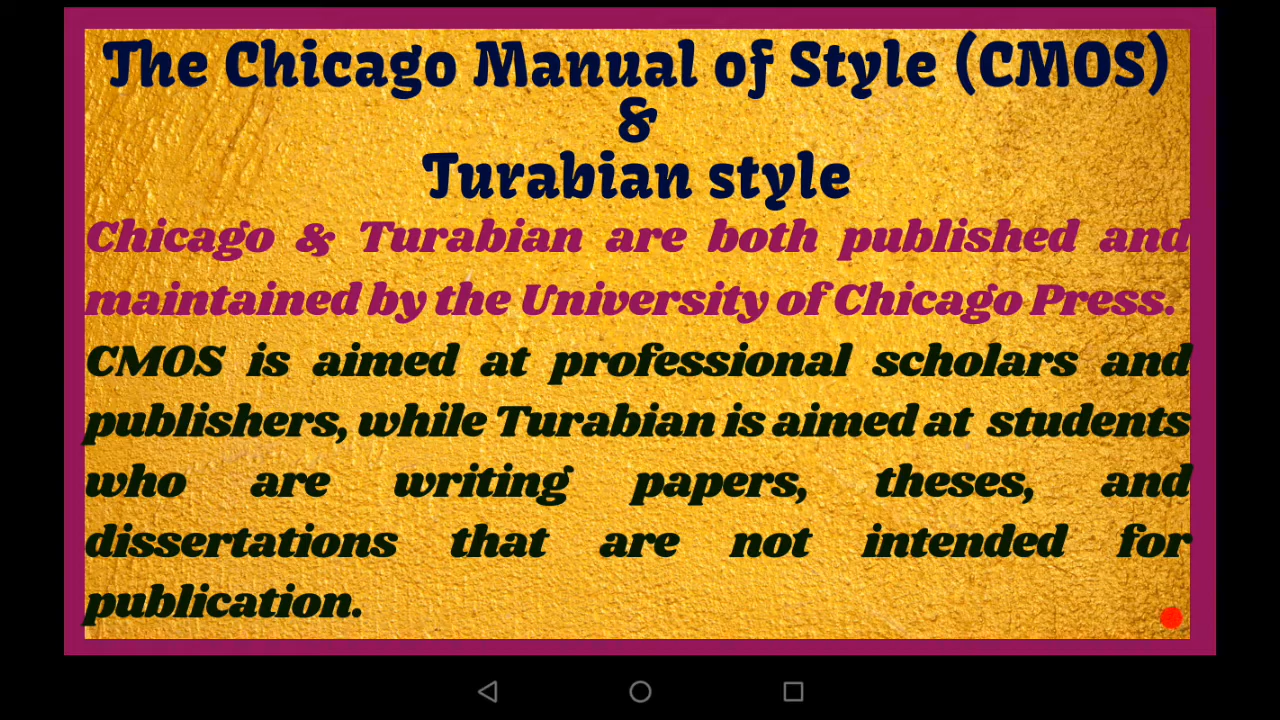 The Chicago Manual of Style (CMOS)
&
Turabian style
Chicago & Turabian are both published and
maintained by the University of Chicago Press.
CMOS is aimed at professional scholars and
publishers, while Turabian is aimed at students
who are writing papers, theses, and
dissertations that are not intended for
publication.